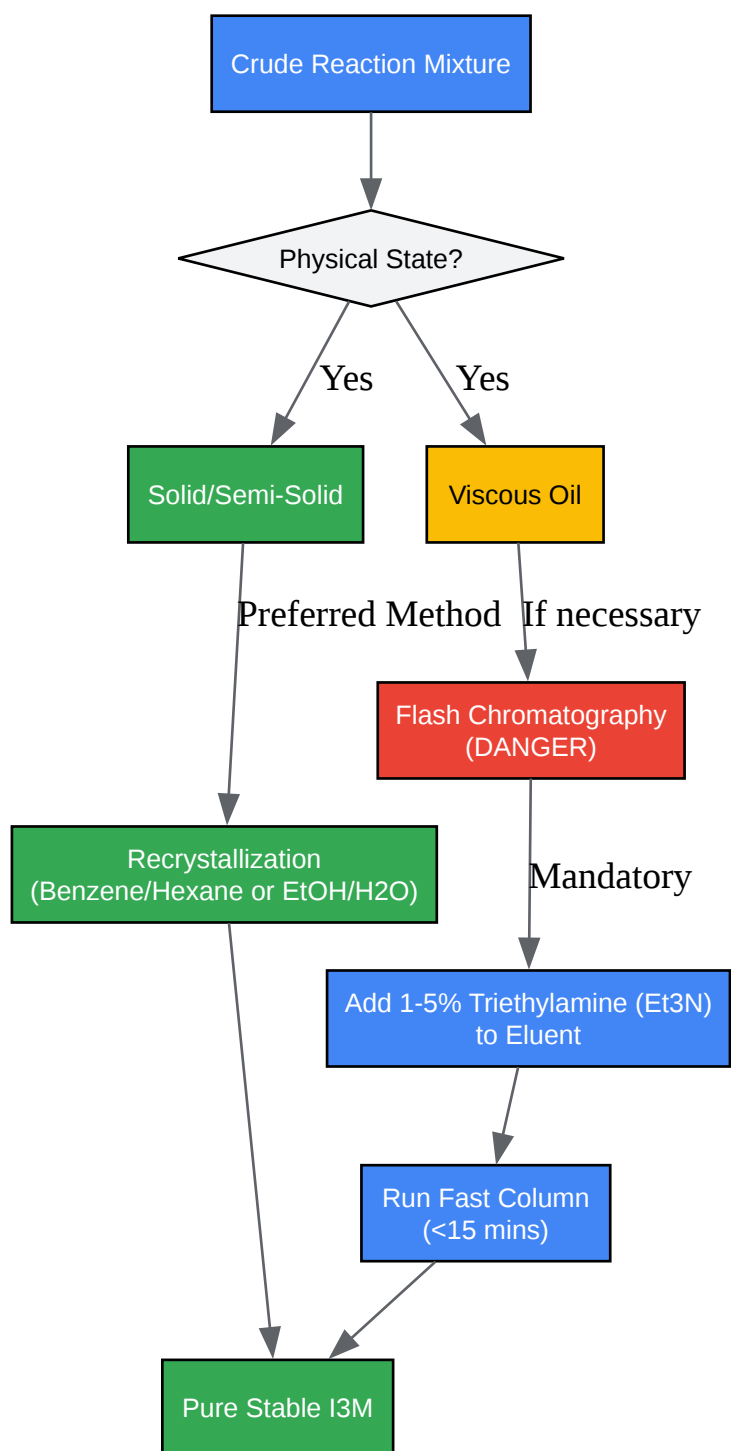 Crude Reaction Mixture
Physical State?
Yes
Yes
Solid/Semi-Solid
Viscous Oil
Preferred Method
If necessary
Flash Chromatography
(DANGER)
Recrystallization
(Benzene/Hexane or EtOH/H2O)
Mandatory
Add 1-5% Triethylamine (Et3N)
to Eluent
Run Fast Column
(<15 mins)
Pure Stable I3M